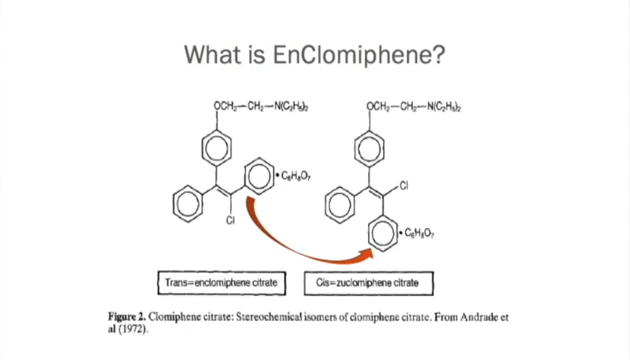 What is EnClomiphene?
OCH₂—CH₂—N(C₂H₅)₂
OCH₂—CH₂—N(C₂H₅)₂
• C₆H₈O₇
Cl
Cl
• C₆H₈O₇
Trans=enclomiphene citrate
Cis=zuclomiphene citrate
Figure 2. Clomiphene citrate: Stereochemical isomers of clomiphene citrate. From Andrade et
al (1972).